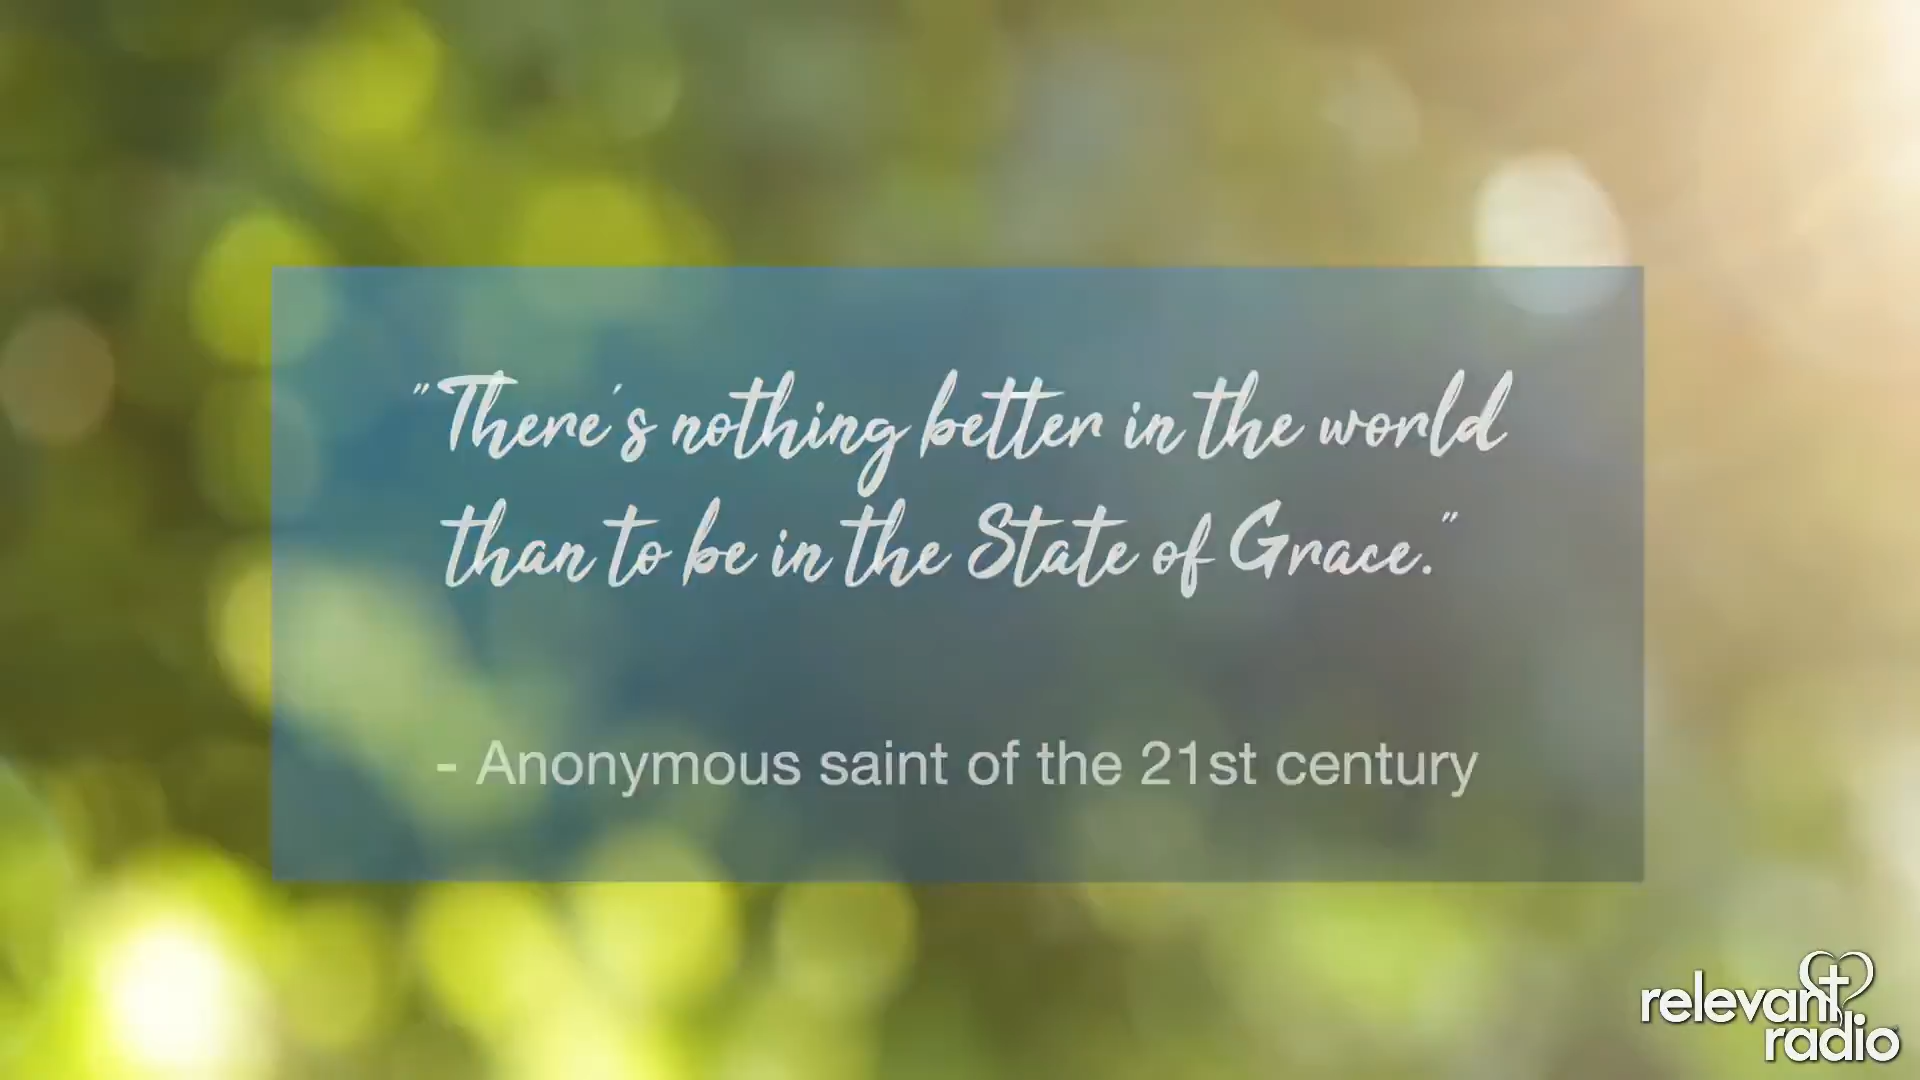 "There's nothing better in the world
than to be in the State of Grace."
- Anonymous saint of the 21st century
relevant
radio